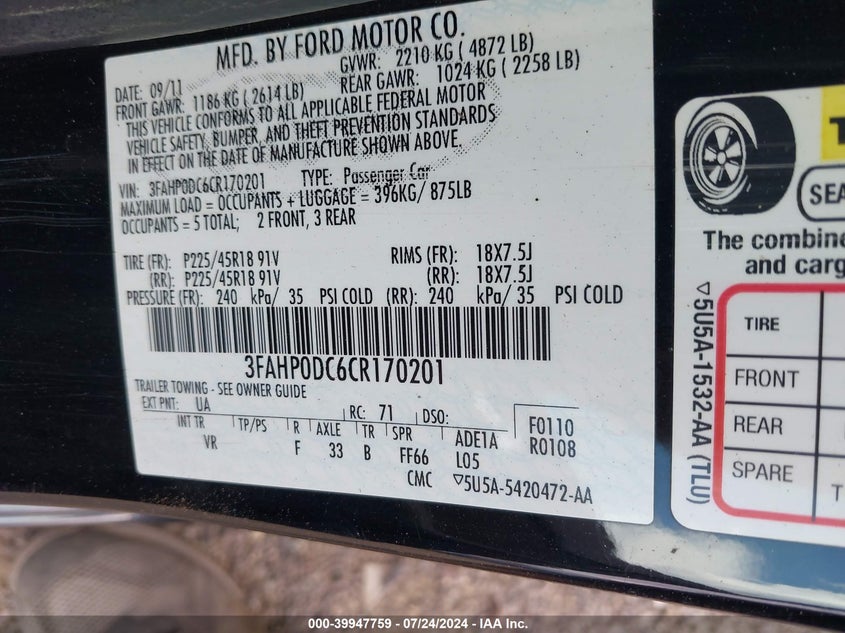 MFD. BY FORD MOTOR CO.
DATE: 09/11 GVWR: 2210 KG ( 4872 LB)
FRONT GAWR: 1186 KG ( 2614 LB) REAR GAWR: 1024 KG ( 2258 LB)
THIS VEHICLE CONFORMS TO ALL APPLICABLE FEDERAL MOTOR
VEHICLE SAFETY, BUMPER, AND THEFT PREVENTION STANDARDS
IN EFFECT ON THE DATE OF MANUFACTURE SHOWN ABOVE.
VIN: 3FAHP0DC6CR170201 TYPE: Passenger Car
MAXIMUM LOAD = OCCUPANTS + LUGGAGE = 396KG/ 875LB
OCCUPANTS = 5 TOTAL; 2 FRONT, 3 REAR
TIRE (FR): P225/45R18 91V RIMS (FR): 18X7.5J
(RR): P225/45R18 91V (RR): 18X7.5J
PRESSURE (FR): 240 kPa/ 35 PSI COLD (RR): 240 kPa/ 35 PSI COLD
3FAHP0DC6CR170201
TRAILER TOWING - SEE OWNER GUIDE
EXT PNT: UA RC: 71 DSO:
INT TR TP/PS R AXLE TR SPR ADE1A F0110
VR F 33 B FF66 L05 R0108
CMC ▽5U5A-5420472-AA
SEA
The combin
and carg
▽5U5A-1532-AA (TLU)
TIRE
FRONT
REAR
SPARE
T
000-39947759 / 07/24/2024 - © IAA Inc.